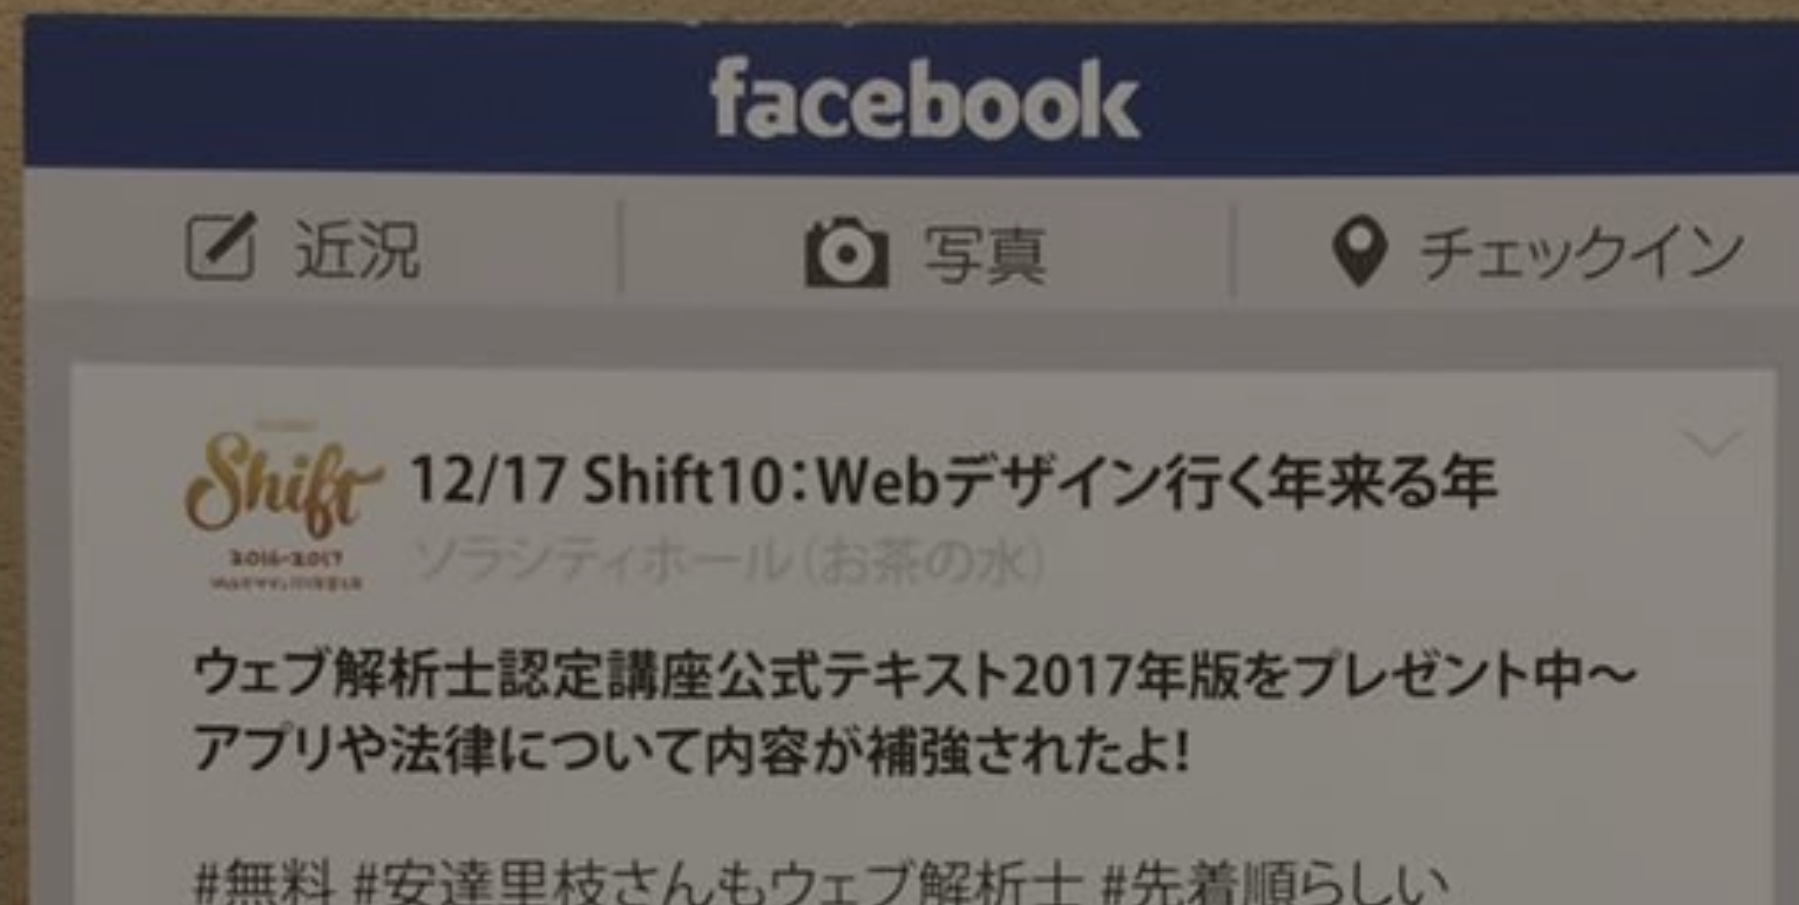 facebook
近況
写真
チェックイン
Shift
2016-2017
12/17 Shift10：Webデザイン行く年来る年
ソラシティホール（お茶の水）
ウェブ解析士認定講座公式テキスト2017年版をプレゼント中～
アプリや法律について内容が補強されたよ！
#無料 #安達里枝さんもウェブ解析士 #先着順らしい